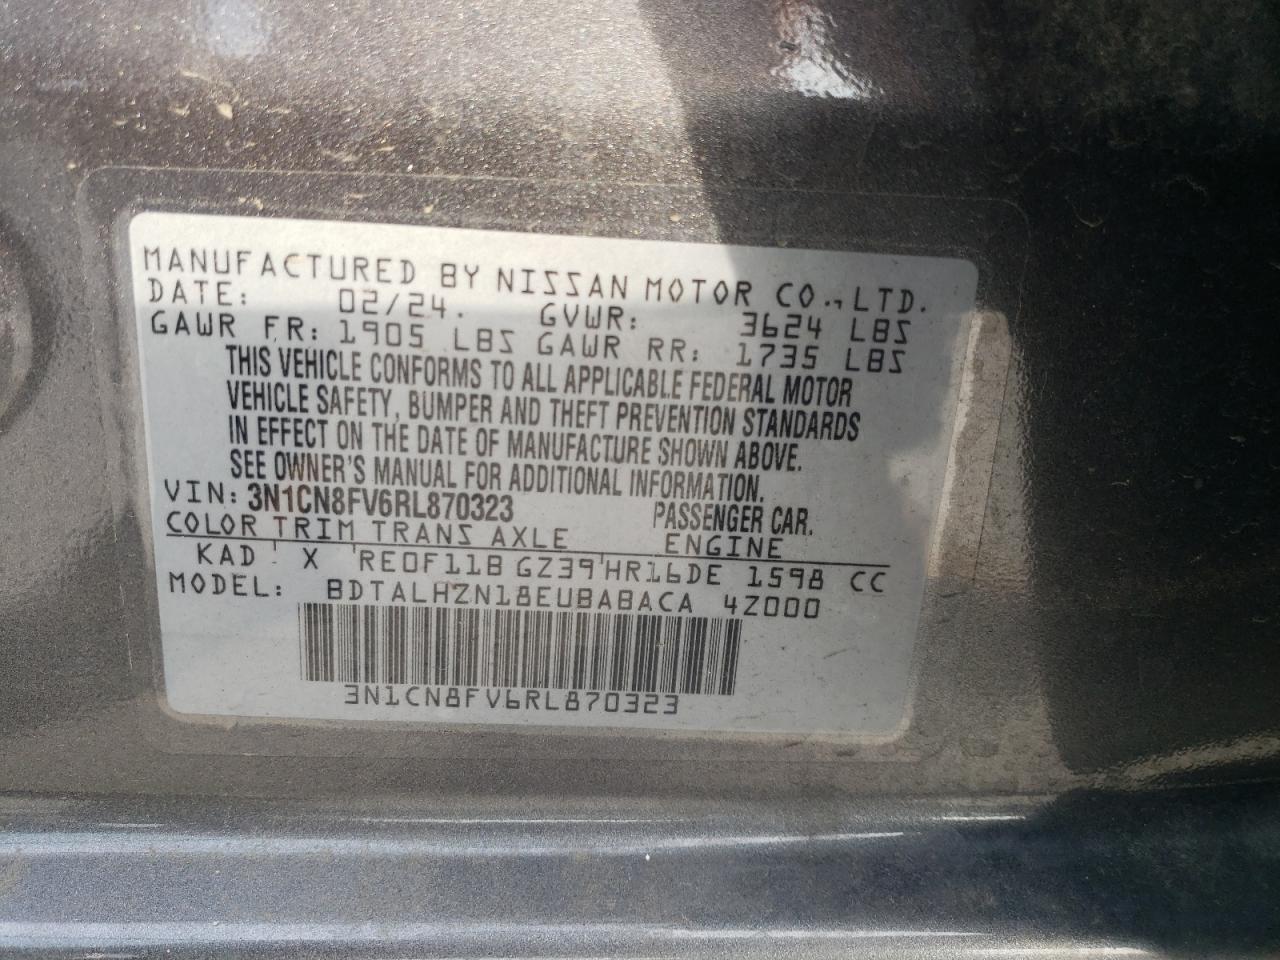 MANUFACTURED BY NISSAN MOTOR CO., LTD.
DATE: 02/24. GVWR: 3624 LBS
GAWR FR: 1905 LBS GAWR RR: 1735 LBS
THIS VEHICLE CONFORMS TO ALL APPLICABLE FEDERAL MOTOR
VEHICLE SAFETY, BUMPER AND THEFT PREVENTION STANDARDS
IN EFFECT ON THE DATE OF MANUFACTURE SHOWN ABOVE.
SEE OWNER'S MANUAL FOR ADDITIONAL INFORMATION.
VIN: 3N1CN8FV6RL870323 PASSENGER CAR.
COLOR TRIM TRANS AXLE ENGINE
KAD X RE0F11B GZ39 HR16DE 1598 CC
MODEL: BDTALHZN18EUBABACA 4Z000
3N1CN8FV6RL870323